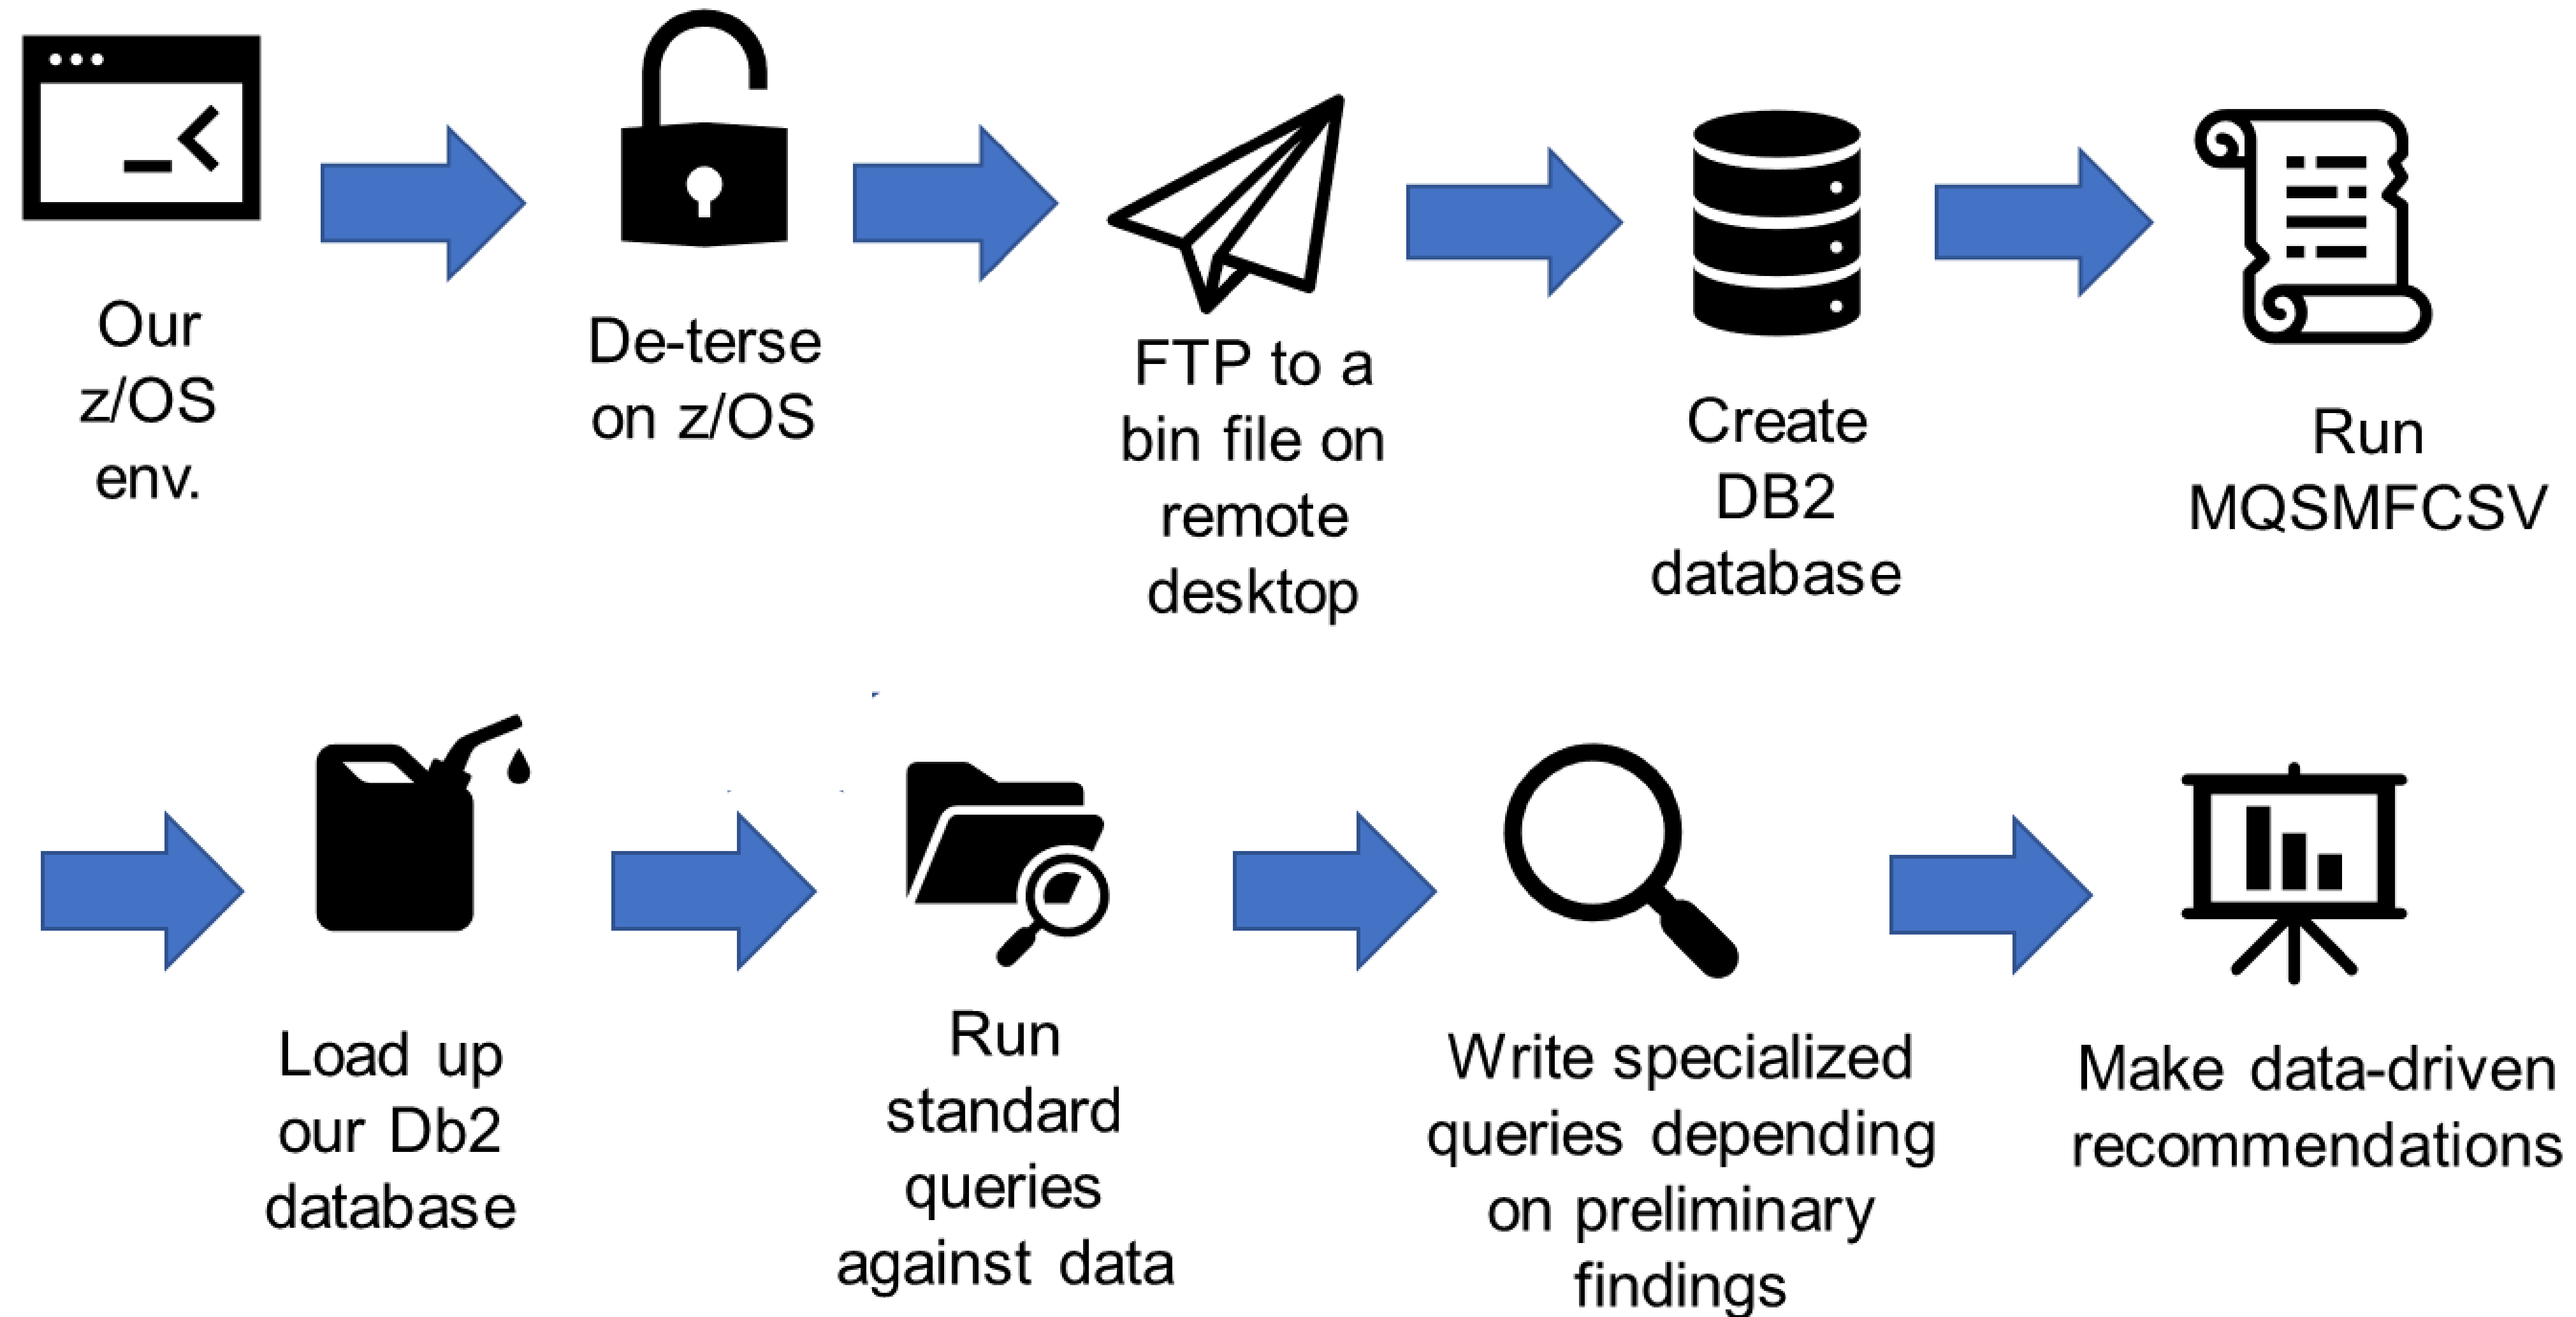 Our
z/OS
env.
De-terse
on z/OS
FTP to a
bin file on
remote
desktop
Create
DB2
database
Run
MQSMFCSV
Load up
our Db2
database
Run
standard
queries
against data
Write specialized
queries depending
on preliminary
findings
Make data-driven
recommendations